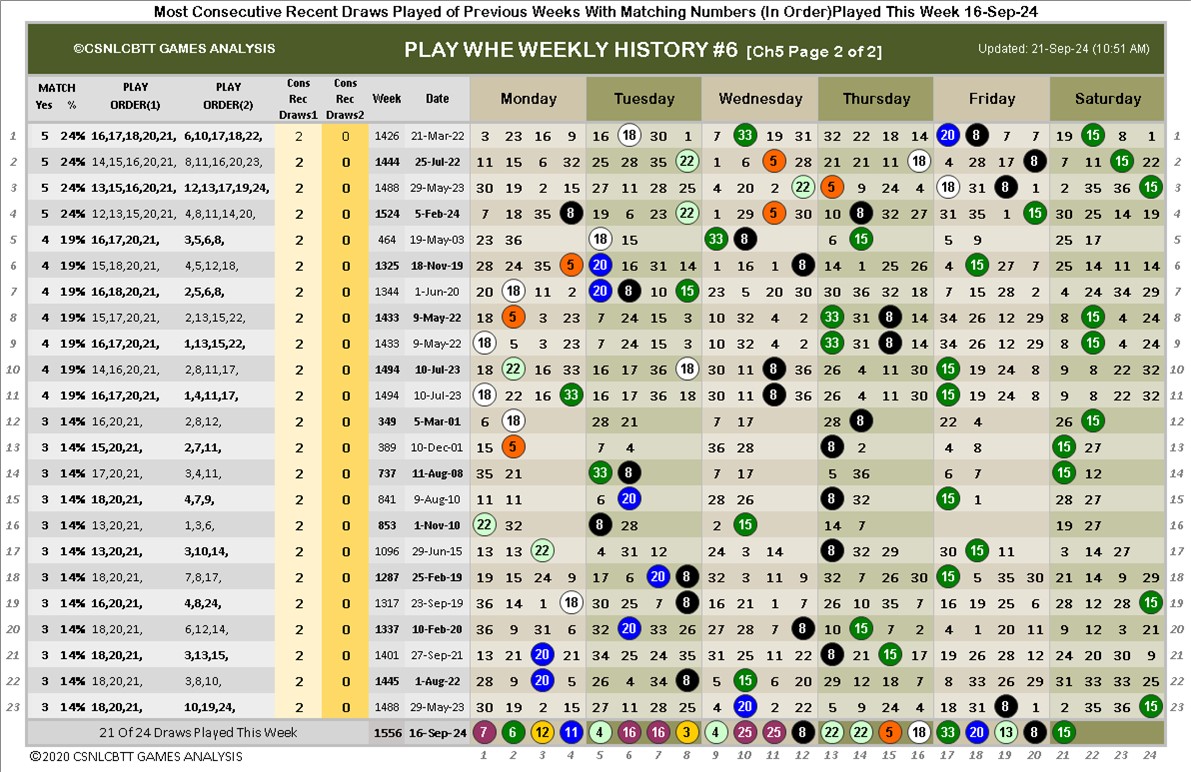 Most Consecutive Recent Draws Played of Previous Weeks With Matching Numbers (In Order)Played This Week 16-Sep-24
©CSNLCBTT GAMES ANALYSIS PLAY WHE WEEKLY HISTORY #6 [Ch5 Page 2 of 2] Updated: 21-Sep-24 (10:51 AM)
MATCH Yes % PLAY ORDER(1) PLAY ORDER(2) Cons Rec Draws1 Cons Rec Draws2 Week Date Monday Tuesday Wednesday Thursday Friday Saturday
1 5 24% 16,17,18,20,21, 6,10,17,18,22, 2 0 1426 21-Mar-22 3 23 16 9 16 18 30 1 7 33 19 31 32 22 18 14 20 8 7 7 19 15 8 1 1
2 5 24% 14,15,16,20,21, 8,11,16,20,23, 2 0 1444 25-Jul-22 11 15 6 32 25 28 35 22 1 6 5 28 21 21 11 18 4 28 17 8 7 11 15 22 2
3 5 24% 13,15,16,20,21, 12,13,17,19,24, 2 0 1488 29-May-23 30 19 2 15 27 11 28 25 4 20 2 22 5 9 24 4 18 31 8 1 2 35 36 15 3
4 5 24% 12,13,15,20,21, 4,8,11,14,20, 2 0 1524 5-Feb-24 7 18 35 8 19 6 23 22 1 29 5 30 10 8 32 27 31 35 1 15 30 25 14 19 4
5 4 19% 16,17,20,21, 3,5,6,8, 2 0 464 19-May-03 23 36 18 15 33 8 6 15 5 9 25 17 5
6 4 19% 15,18,20,21, 4,5,12,18, 2 0 1325 18-Nov-19 28 24 35 5 20 16 31 14 1 16 1 8 14 1 25 26 4 15 27 25 14 11 14 6
7 4 19% 16,18,20,21, 2,5,6,8, 2 0 1344 1-Jun-20 20 18 11 2 20 8 10 15 23 5 20 30 30 36 32 18 7 15 28 4 24 34 29 7
8 4 19% 15,17,20,21, 2,13,15,22, 2 0 1433 9-May-22 18 5 3 23 7 24 15 3 10 32 4 2 33 31 8 14 34 26 12 29 8 15 4 24 8
9 4 19% 16,17,20,21, 1,13,15,22, 2 0 1433 9-May-22 18 5 3 23 7 24 15 3 10 32 4 2 33 31 8 14 34 26 12 29 8 15 4 24 9
10 4 19% 14,16,20,21, 2,8,11,17, 2 0 1494 10-Jul-23 18 22 16 33 16 17 36 18 30 11 8 36 26 4 11 30 15 19 24 8 9 8 22 32 10
11 4 19% 16,17,20,21, 1,4,11,17, 2 0 1494 10-Jul-23 18 22 16 33 16 17 36 18 30 11 8 36 26 4 11 30 15 19 24 8 9 8 22 32 11
12 3 14% 16,20,21, 2,8,12, 2 0 349 5-Mar-01 6 18 28 21 7 17 28 8 22 4 26 15 12
13 3 14% 15,20,21, 2,7,11, 2 0 389 10-Dec-01 15 5 7 4 36 28 8 2 4 8 15 27 13
14 3 14% 17,20,21, 3,4,11, 2 0 737 11-Aug-08 35 21 33 8 7 17 5 36 6 7 15 12 14
15 3 14% 18,20,21, 4,7,9, 2 0 841 9-Aug-10 11 11 6 20 28 26 8 32 15 1 28 27 15
16 3 14% 13,20,21, 1,3,6, 2 0 853 1-Nov-10 22 32 8 28 2 15 14 7 19 27 16
17 3 14% 13,20,21, 3,10,14, 2 0 1096 29-Jun-15 13 13 22 4 31 12 24 3 14 8 32 29 30 15 11 3 14 27 17
18 3 14% 18,20,21, 7,8,17, 2 0 1287 25-Feb-19 19 15 24 9 17 6 20 8 32 3 11 9 32 7 26 30 15 5 35 30 21 14 9 29 18
19 3 14% 16,20,21, 4,8,24, 2 0 1317 23-Sep-19 36 14 1 18 30 25 7 8 16 21 1 7 26 10 35 7 16 19 25 6 28 12 28 15 19
20 3 14% 18,20,21, 6,12,14, 2 0 1337 10-Feb-20 36 9 31 6 32 20 33 26 27 28 7 8 10 15 7 2 4 1 20 11 12 3 21 20
21 3 14% 18,20,21, 3,13,15, 2 0 1401 27-Sep-21 13 21 20 21 34 25 24 35 31 25 11 22 8 21 15 17 19 26 28 12 24 20 30 9 21
22 3 14% 18,20,21, 3,8,10, 2 0 1445 1-Aug-22 28 9 20 5 26 4 34 8 20 15 6 20 29 12 18 7 8 33 26 29 31 33 33 25 22
23 14% 18,20,21, 10,19,24, 2 0 1488 29-May-23 30 19 2 15 27 11 28 25 4 20 2 22 5 9 24 4 18 31 8 1 2 35 36 15 23
21 Of 24 Draws Played This Week 1556 16-Sep-24 7 6 12 11 4 16 16 3 4 25 25 8 22 22 5 18 33 20 13 8 15
©2020 CSNLCBTT GAMES ANALYSIS 1 2 3 4 5 6 7 8 9 10 11 12 13 14 15 16 17 18 19 20 21 22 23 24